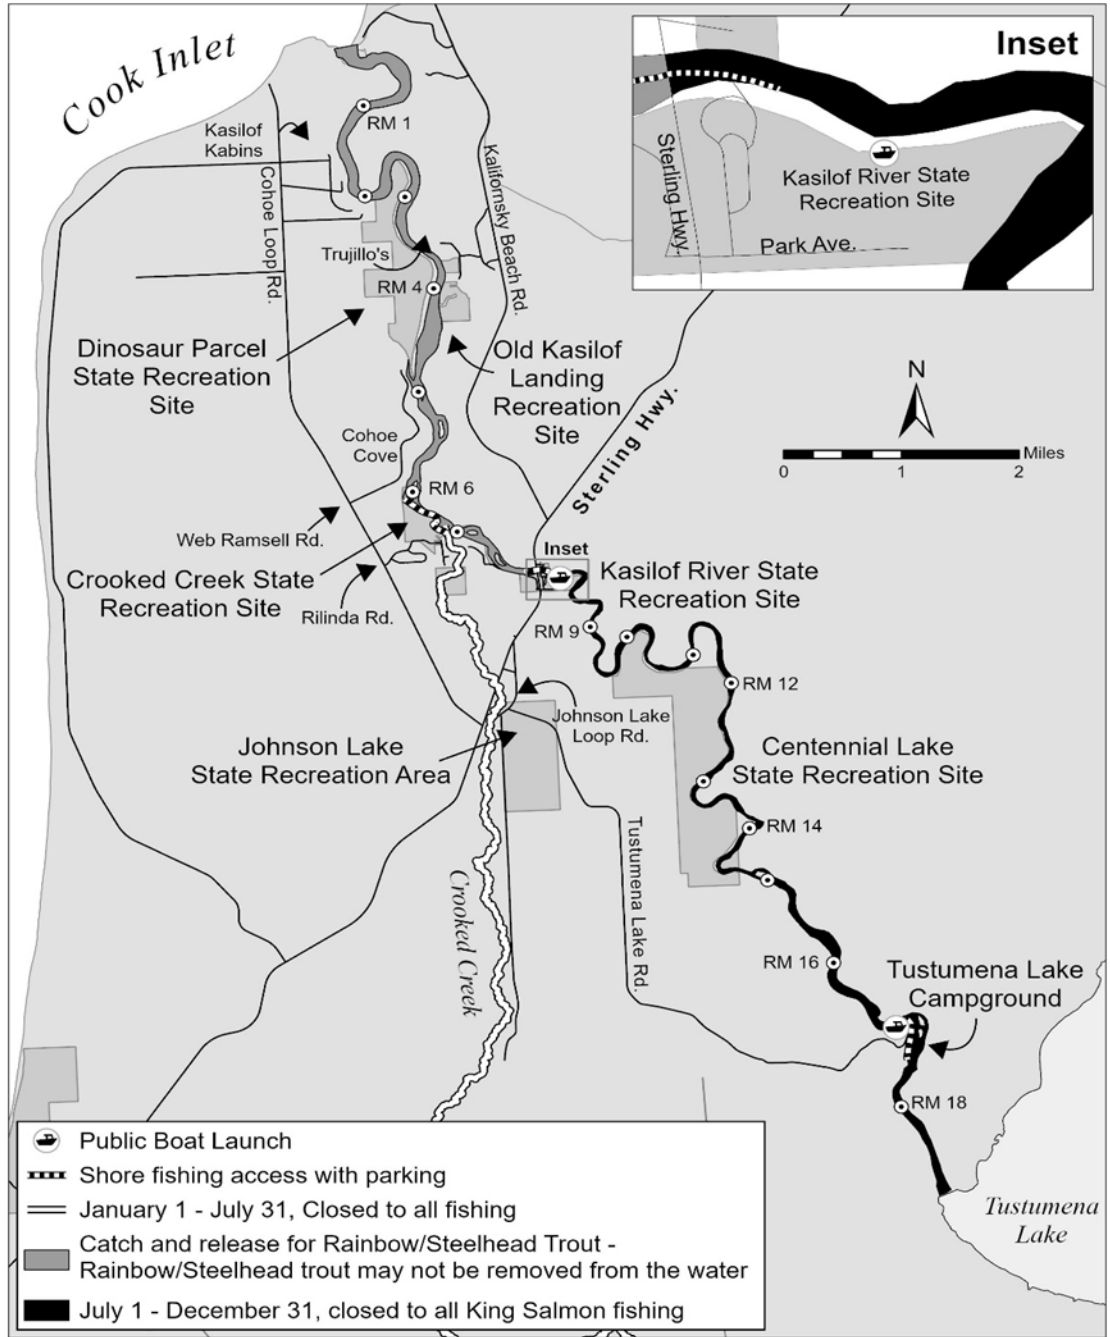 Cook Inlet
Inset
Sterling Hwy.
Kasilof River State
Recreation Site
Park Ave.
Kasilof
Kabins
RM 1
Cohoe Loop Rd.
Kalifornsky Beach Rd.
Trujillo's
RM 4
Dinosaur Parcel
State Recreation
Site
Old Kasilof
Landing
Recreation
Site
Sterling Hwy.
N
0 1 2 Miles
Cohoe
Cove
RM 6
Web Ramsell Rd.
Inset
Crooked Creek State
Recreation Site
Kasilof River State
Recreation Site
Rilinda Rd.
RM 9
RM 12
Johnson Lake
Loop Rd.
Johnson Lake
State Recreation Area
Centennial Lake
State Recreation Site
RM 14
Tustumena Lake Rd.
Crooked Creek
RM 16
Tustumena Lake
Campground
RM 18
Tustumena
Lake
Public Boat Launch
Shore fishing access with parking
January 1 - July 31, Closed to all fishing
Catch and release for Rainbow/Steelhead Trout -
Rainbow/Steelhead trout may not be removed from the water
July 1 - December 31, closed to all King Salmon fishing